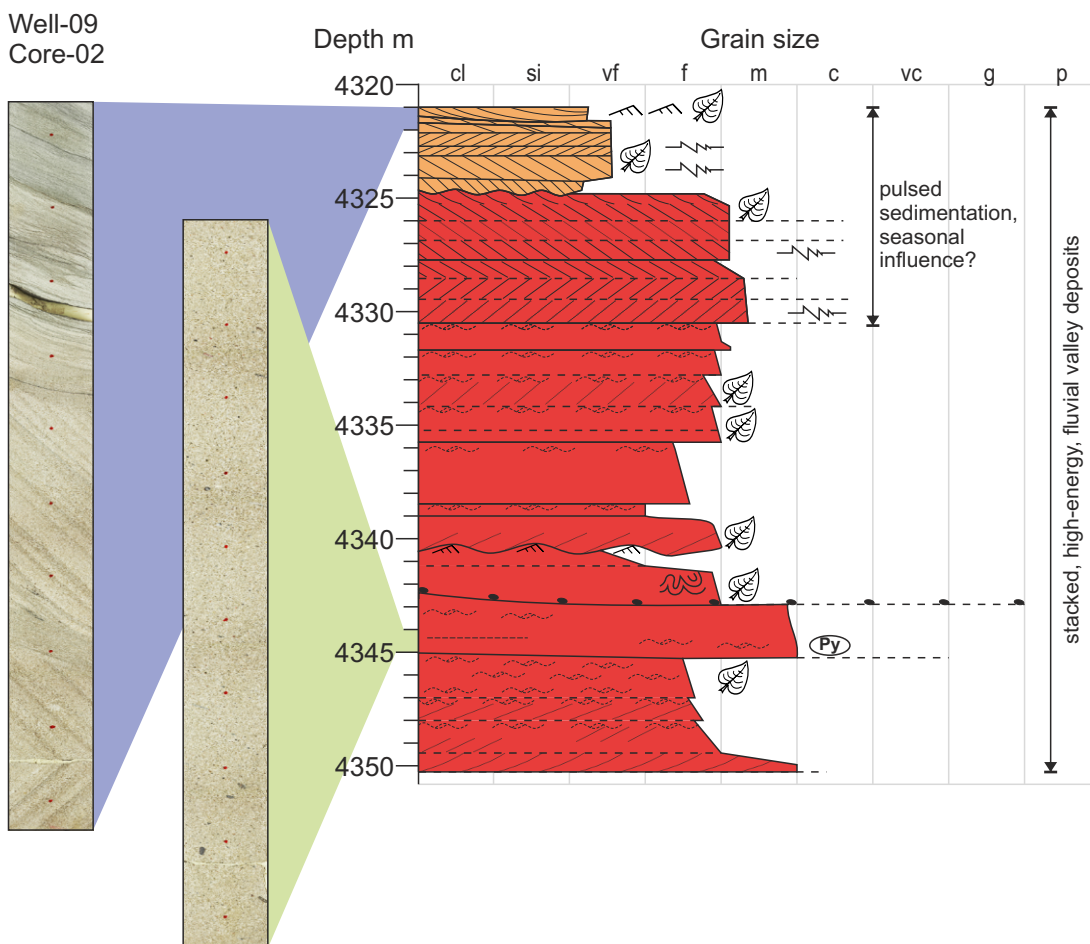 Well-09
Core-02
Depth m
Grain size
cl si vf f m c vc g p
4320
4325
4330
4335
4340
4345
4350
pulsed
sedimentation,
seasonal
influence?
Py
stacked, high-energy, fluvial valley deposits